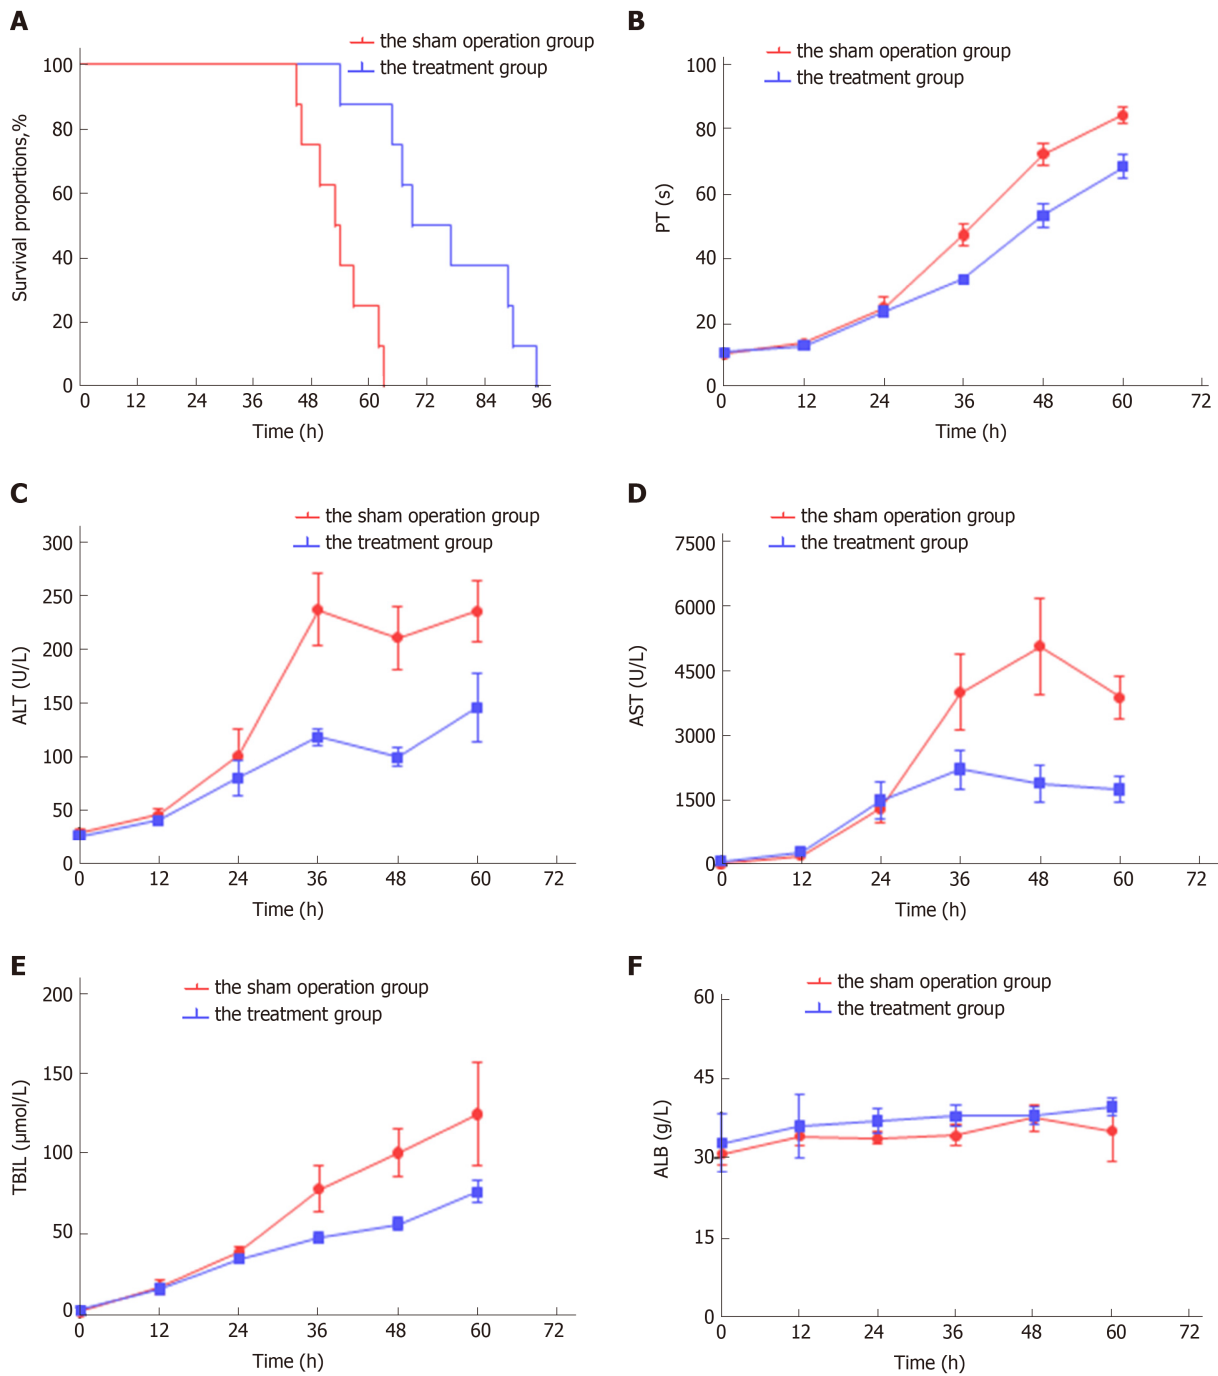 A
the sham operation group
the treatment group
100
80
60
40
20
0
Survival proportions,%
0 12 24 36 48 60 72 84 96
Time (h)
B
the sham operation group
the treatment group
100
80
60
40
20
0
PT (s)
0 12 24 36 48 60 72
Time (h)
C
the sham operation group
the treatment group
300
250
200
150
100
50
0
ALT (U/L)
0 12 24 36 48 60 72
Time (h)
D
the sham operation group
the treatment group
7500
6000
4500
3000
1500
0
AST (U/L)
0 12 24 36 48 60 72
Time (h)
E
the sham operation group
the treatment group
200
150
100
50
0
TBIL (μmol/L)
0 12 24 36 48 60 72
Time (h)
F
the sham operation group
the treatment group
60
45
30
15
0
ALB (g/L)
0 12 24 36 48 60 72
Time (h)